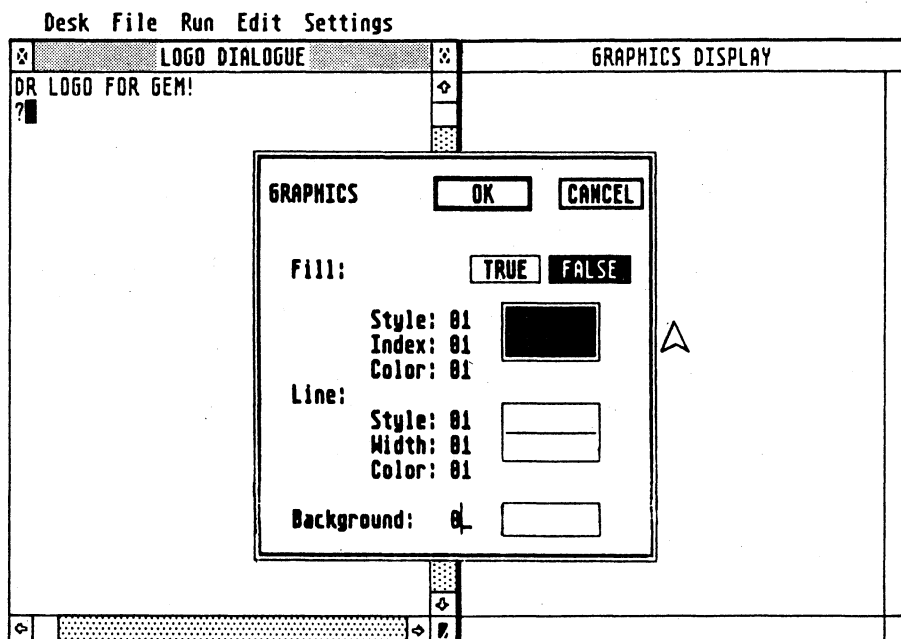 Desk File Run Edit Settings
LOGO DIALOGUE
GRAPHICS DISPLAY
DR LOGO FOR GEM!
?
GRAPHICS OK CANCEL
Fill: TRUE FALSE
Style: 01
Index: 01
Color: 01
Line:
Style: 01
Width: 01
Color: 01
Background: 0_